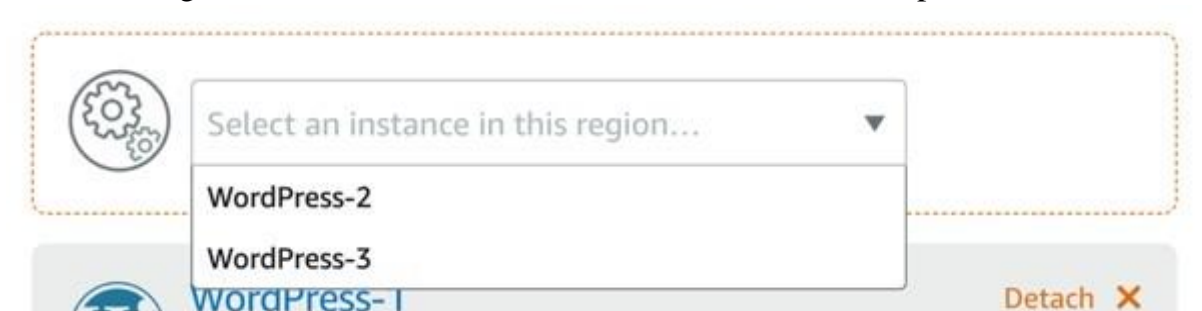 Select an instance in this region...
WordPress-2
WordPress-3
WordPress-1
Detach